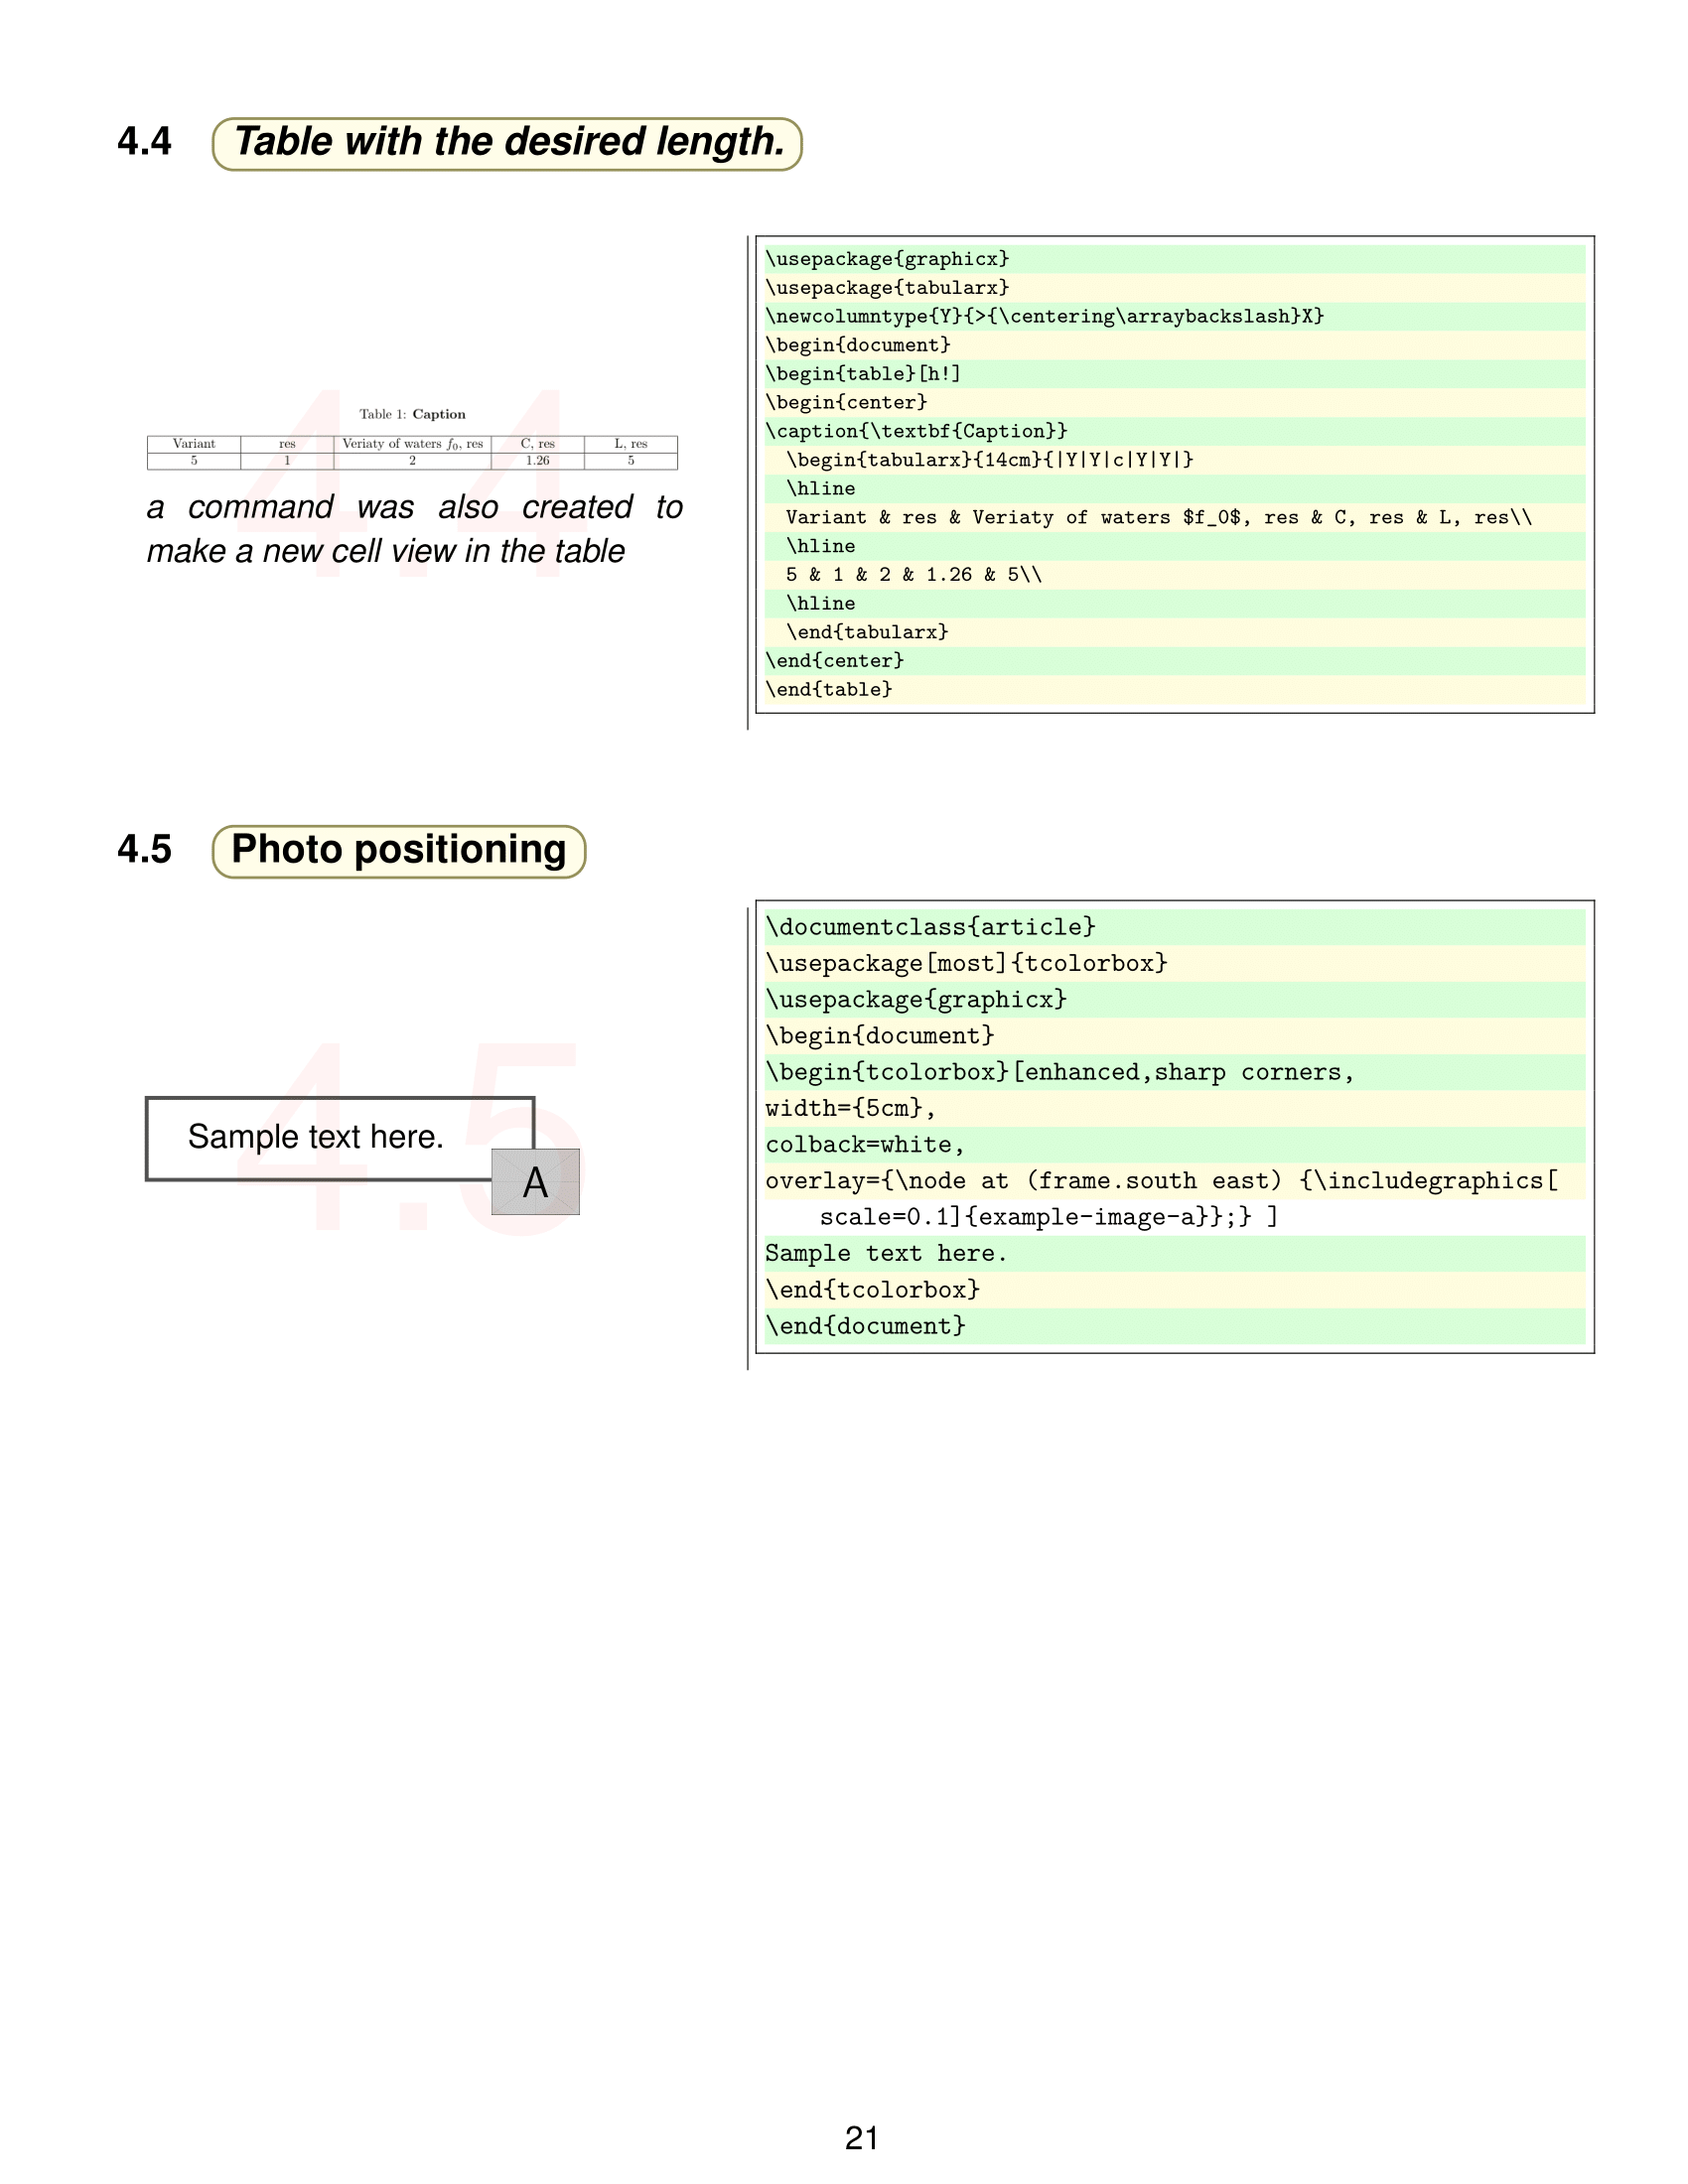 4.4 Table with the desired length.
4.4
Table 1: Caption
Variant res Veriaty of waters f0, res C, res L, res
5 1 2 1.26 5
a command was also created to
make a new cell view in the table
\usepackage{graphicx}
\usepackage{tabularx}
\newcolumntype{Y}{>{\centering\arraybackslash}X}
\begin{document}
\begin{table}[h!]
\begin{center}
\caption{\textbf{Caption}}
\begin{tabularx}{14cm}{|Y|Y|c|Y|Y|}
\hline
Variant & res & Veriaty of waters $f_0$, res & C, res & L, res\\
\hline
5 & 1 & 2 & 1.26 & 5\\
\hline
\end{tabularx}
\end{center}
\end{table}
4.5 Photo positioning
4.5
Sample text here.
A
\documentclass{article}
\usepackage[most]{tcolorbox}
\usepackage{graphicx}
\begin{document}
\begin{tcolorbox}[enhanced,sharp corners,
width={5cm},
colback=white,
overlay={\node at (frame.south east) {\includegraphics[
scale=0.1]{example-image-a}};} ]
Sample text here.
\end{tcolorbox}
\end{document}
21